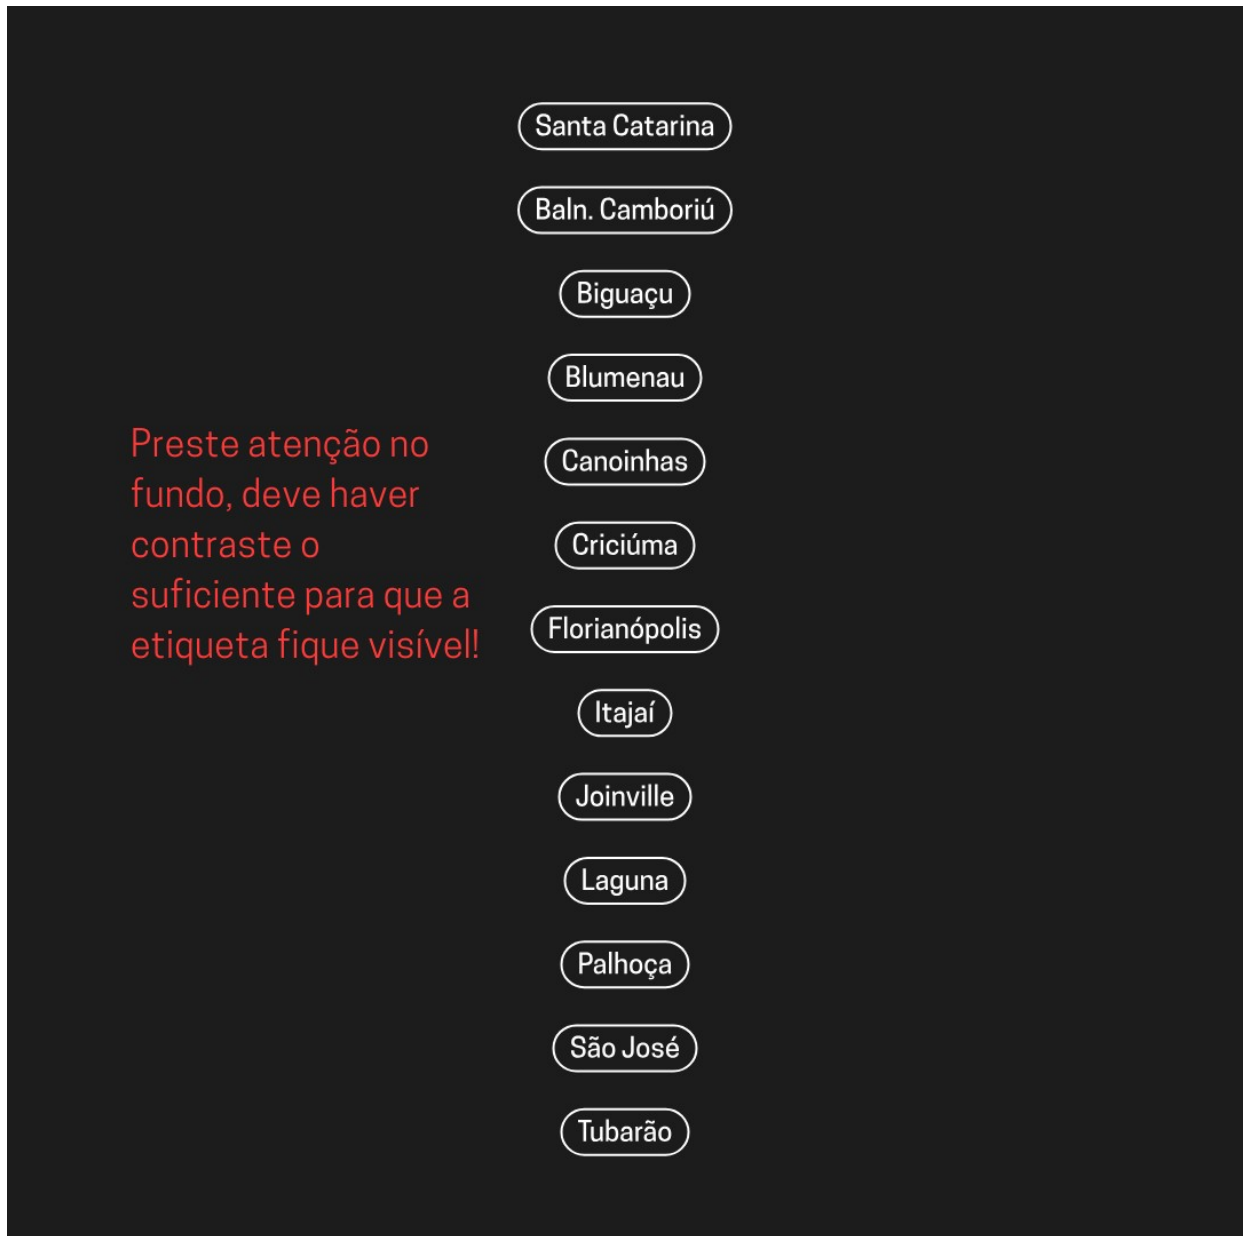 Santa Catarina
Baln. Camboriú
Biguaçu
Blumenau
Canoinhas
Criciúma
Florianópolis
Itajaí
Joinville
Laguna
Palhoça
São José
Tubarão
Preste atenção no
fundo, deve haver
contraste o
suficiente para que a
etiqueta fique visível!